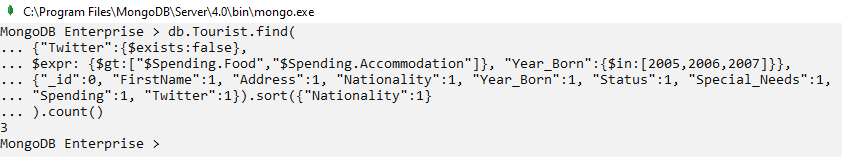 C:\Program Files\MongoDB\Server\4.0\bin\mongo.exe
MongoDB Enterprise > db.Tourist.find(
... {"Twitter":{$exists:false},
... $expr: {$gt:["$Spending.Food","$Spending.Accommodation"]}, "Year_Born":{$in:[2005,2006,2007]}},
... {"_id":0, "FirstName":1, "Address":1, "Nationality":1, "Year_Born":1, "Status":1, "Special_Needs":1,
... "Spending":1, "Twitter":1}).sort({"Nationality":1}
... ).count()
3
MongoDB Enterprise >